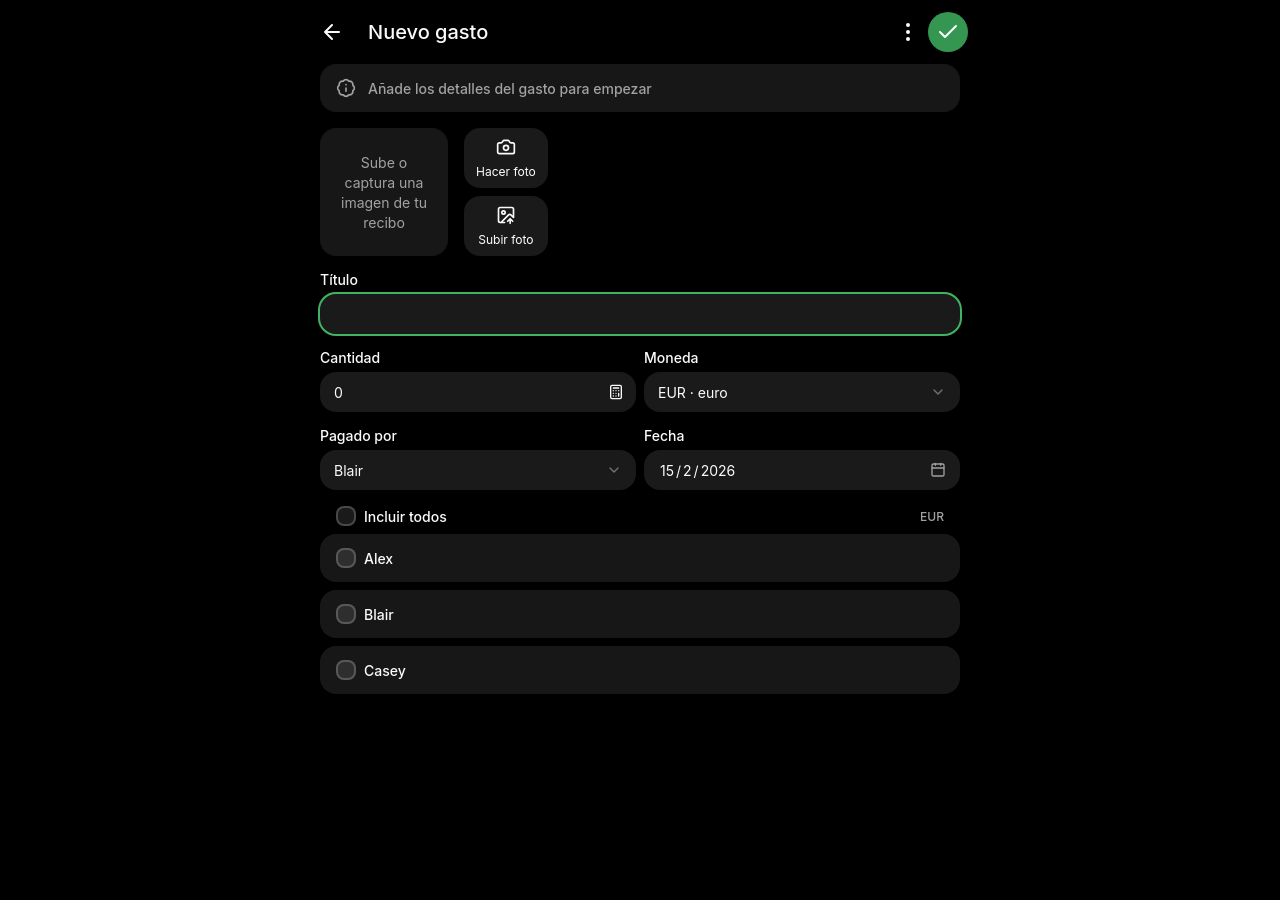 Nuevo gasto
Añade los detalles del gasto para empezar
Sube o
captura una
imagen de tu
recibo
Hacer foto
Subir foto
Título
Cantidad
Moneda
0
EUR · euro
Pagado por
Fecha
Blair
15/2/2026
Incluir todos
EUR
Alex
Blair
Casey